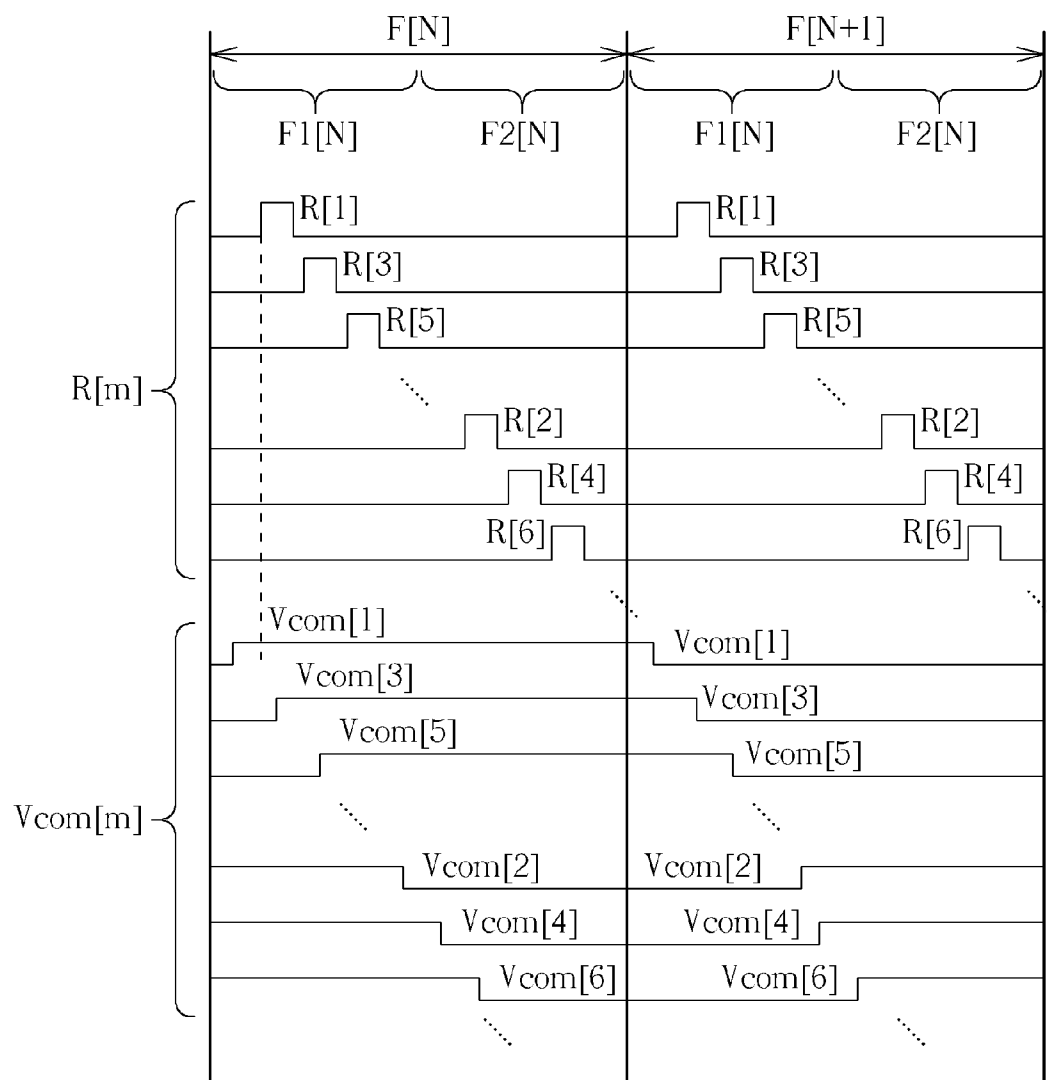 F[N] F[N+1]
F1[N] F2[N] F1[N] F2[N]
R[1] R[1]
R[3] R[3]
R[5] R[5]
R[m]
R[2] R[2]
R[4] R[4]
R[6] R[6]
Vcom[1] Vcom[1]
Vcom[3] Vcom[3]
Vcom[5] Vcom[5]
Vcom[m]
Vcom[2] Vcom[2]
Vcom[4] Vcom[4]
Vcom[6] Vcom[6]